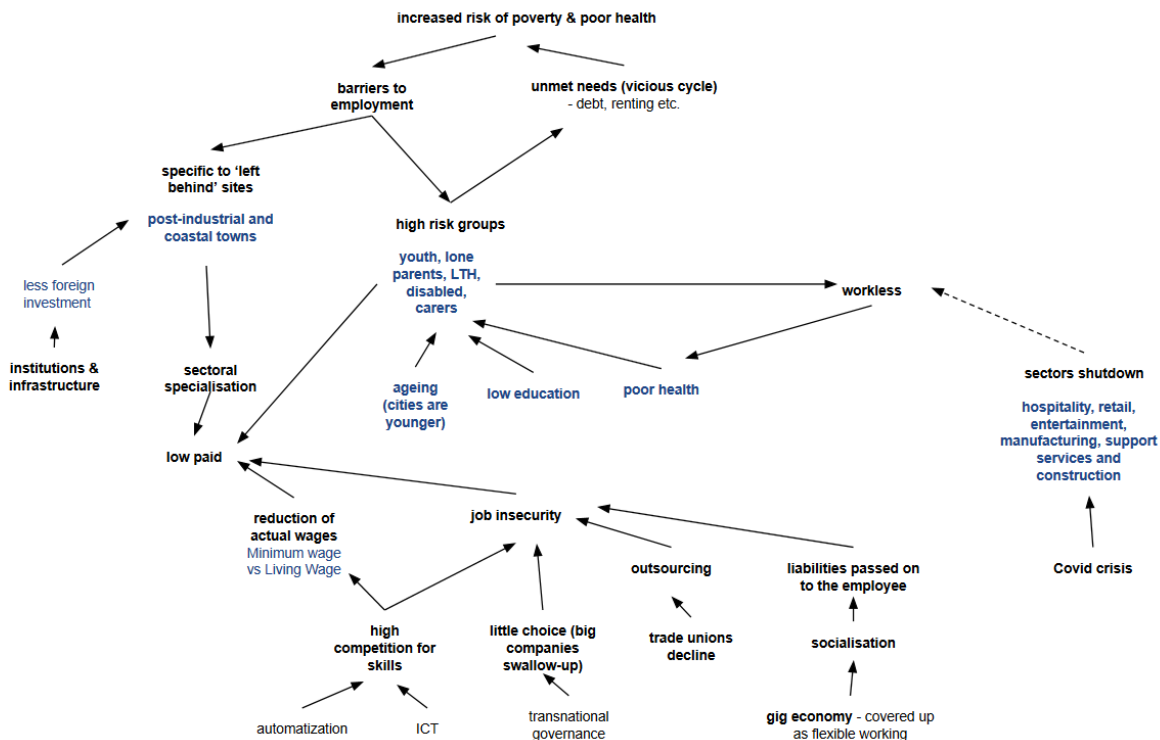 increased risk of poverty & poor health
barriers to
employment
unmet needs (vicious cycle)
- debt, renting etc.
specific to ‘left
behind’ sites
post-industrial and
coastal towns
high risk groups
youth, lone
parents, LTH,
disabled,
carers
less foreign
investment
workless
institutions &
infrastructure
sectoral
specialisation
ageing
(cities are
younger)
low education
poor health
sectors shutdown
hospitality, retail,
entertainment,
manufacturing, support
services and
construction
low paid
reduction of
actual wages
Minimum wage
vs Living Wage
job insecurity
outsourcing
liabilities passed on
to the employee
Covid crisis
high
competition for
skills
little choice (big
companies
swallow-up)
trade unions
decline
socialisation
automatization
ICT
transnational
governance
gig economy - covered up
as flexible working